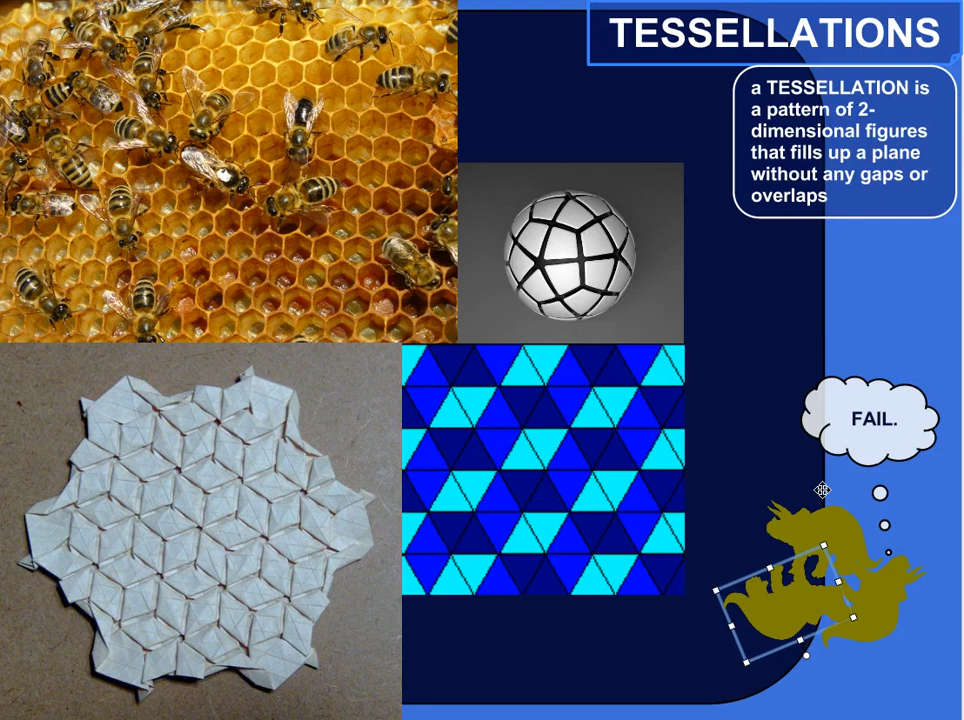 TESSELLATIONS
a TESSELLATION is
a pattern of 2-
dimensional figures
that fills up a plane
without any gaps or
overlaps
FAIL.